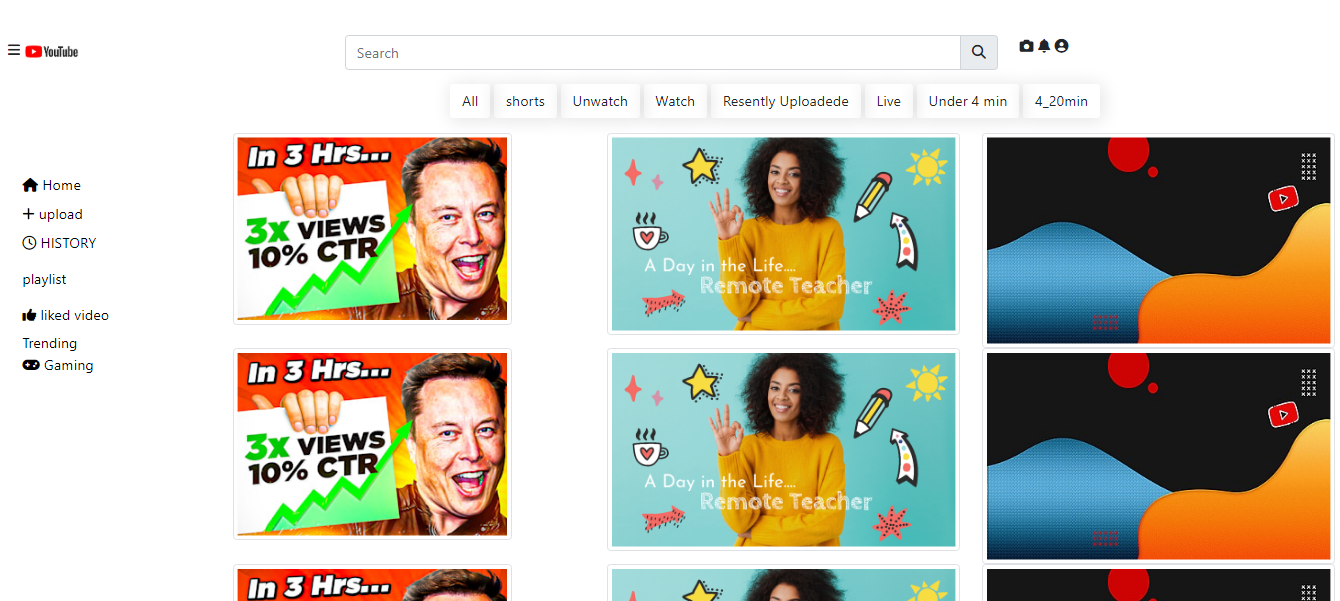 YouTube
Search
All shorts Unwatch Watch Resently Uploadede Live Under 4 min 4_20min
Home
upload
HISTORY
playlist
liked video
Trending
Gaming
In 3 Hrs...
3x VIEWS
10% CTR
A Day in the Life....
Remote Teacher
In 3 Hrs...
3x VIEWS
10% CTR
A Day in the Life....
Remote Teacher
In 3 Hrs...